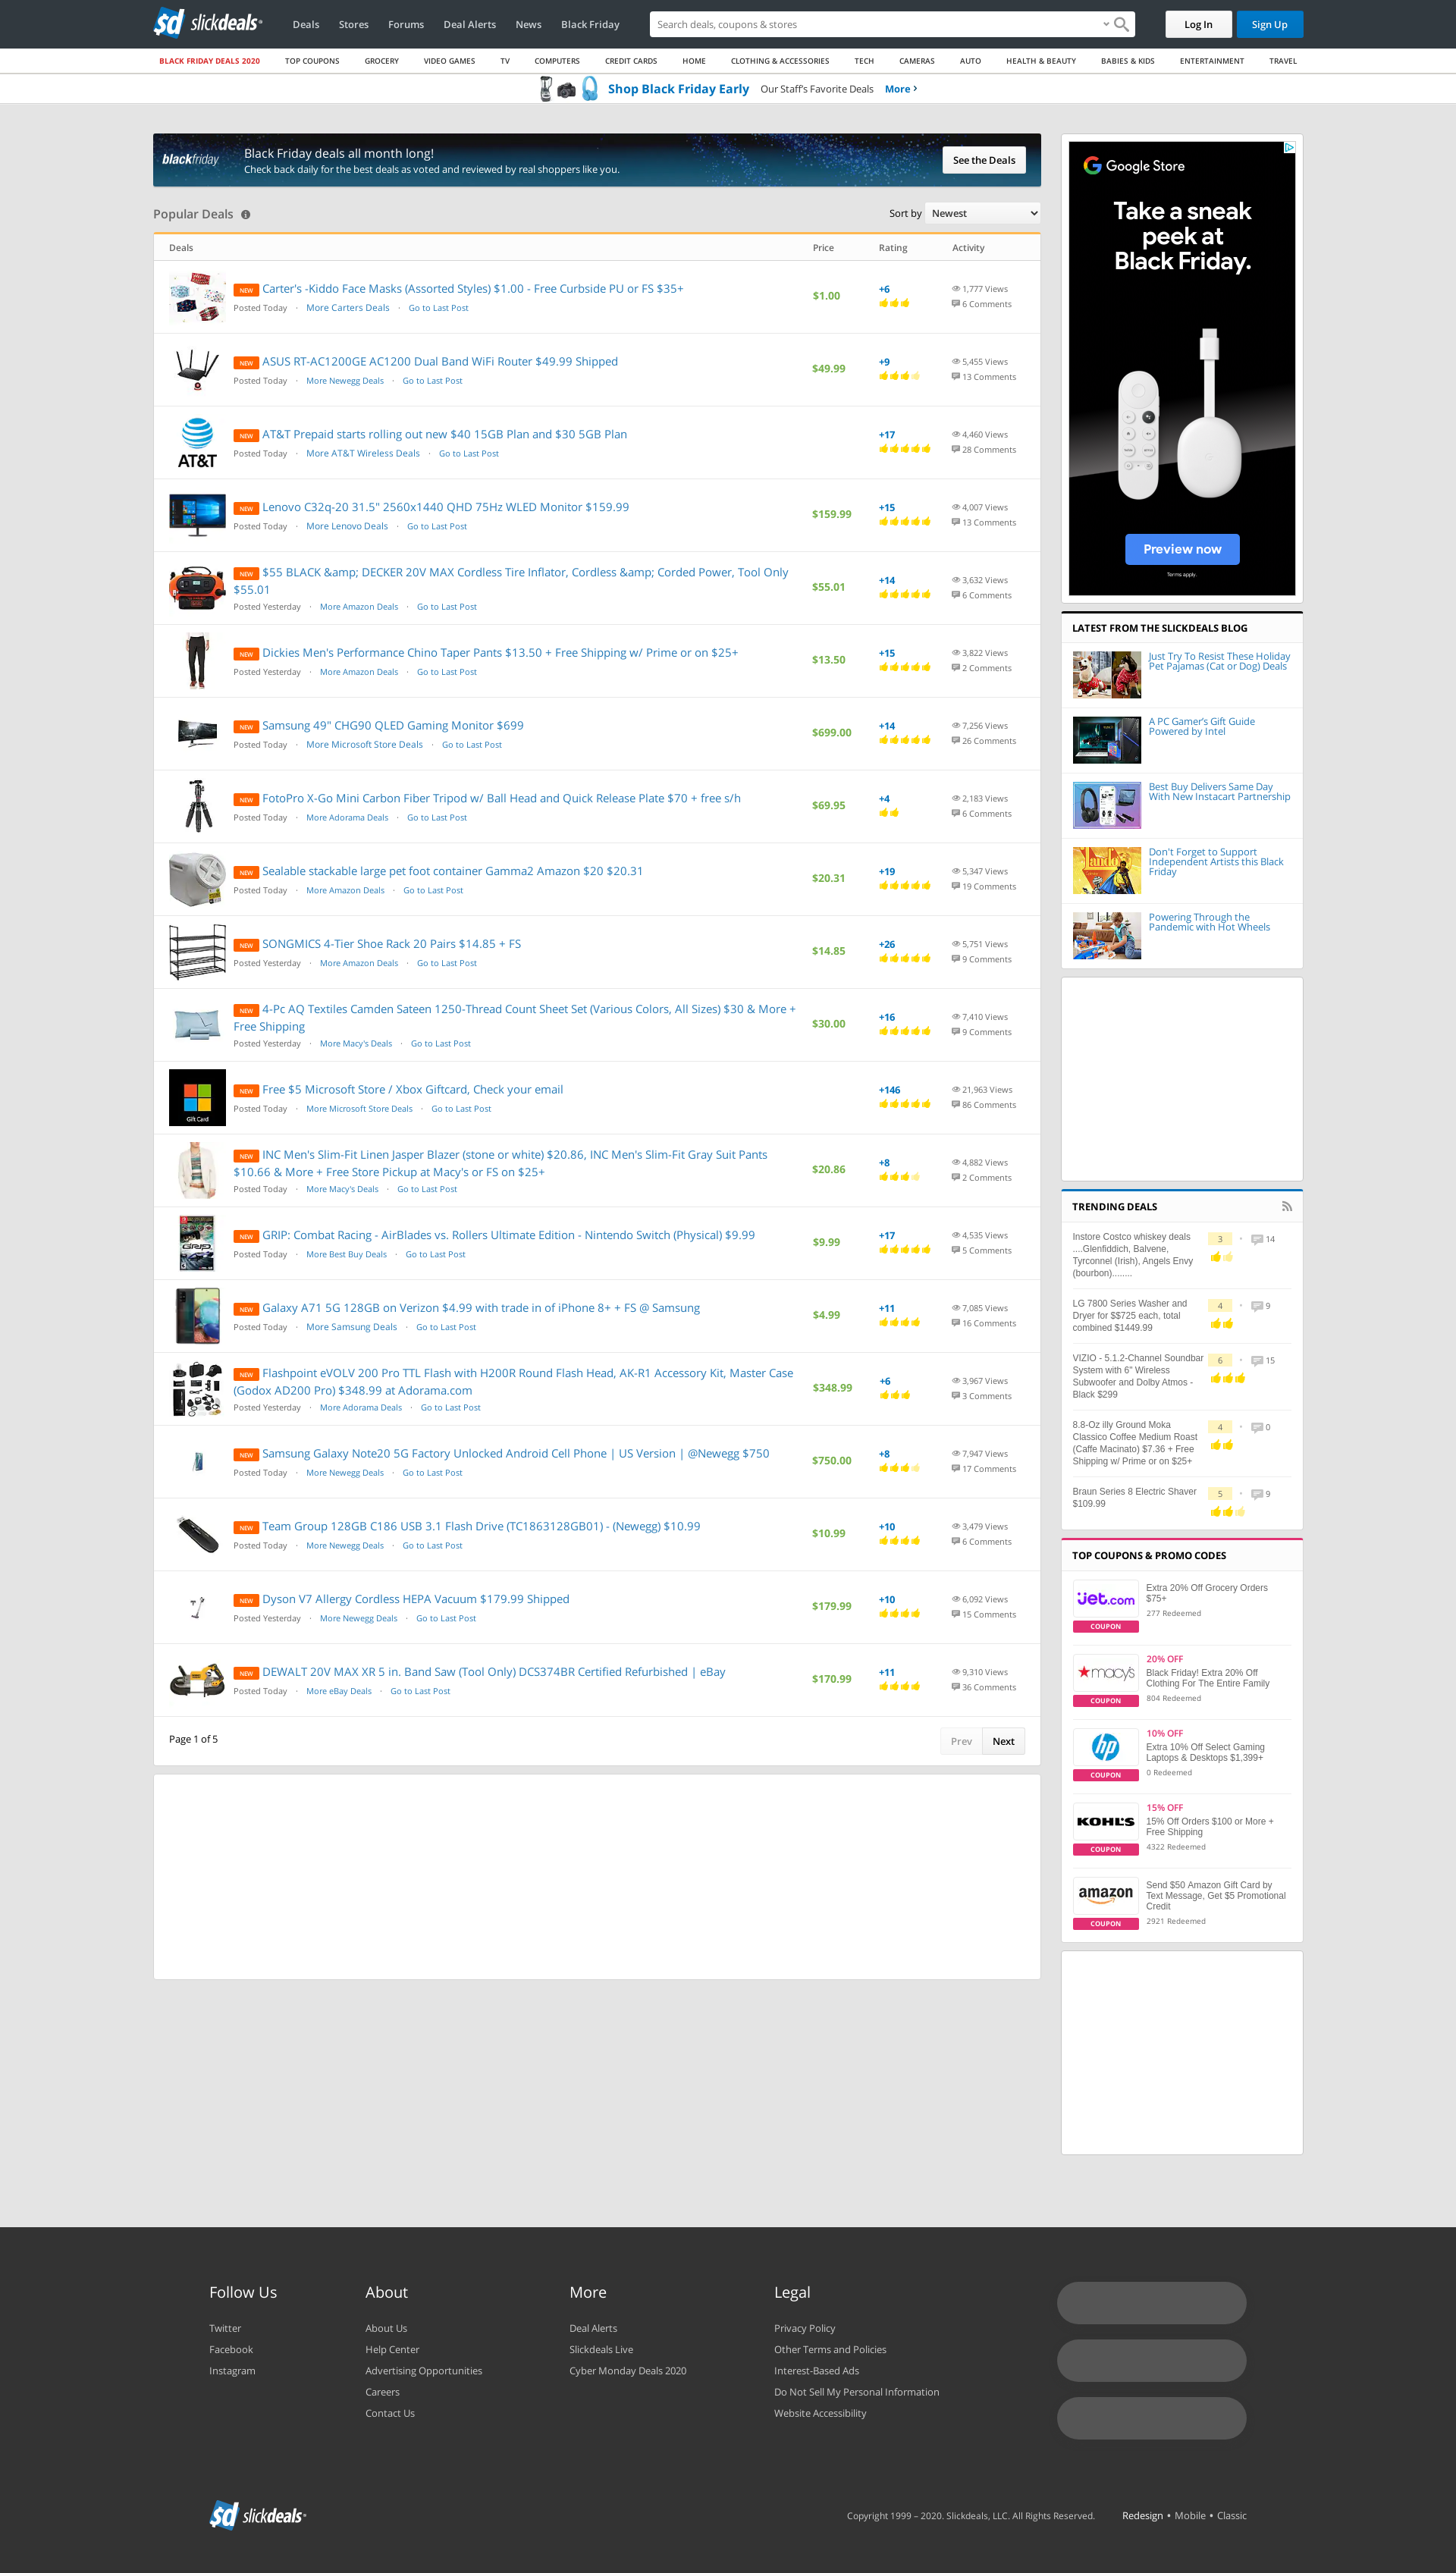 sd slickdeals
Deals Stores Forums Deal Alerts News Black Friday
Search deals, coupons & stores
Log In Sign Up
BLACK FRIDAY DEALS 2020 TOP COUPONS GROCERY VIDEO GAMES TV COMPUTERS CREDIT CARDS HOME CLOTHING & ACCESSORIES TECH CAMERAS AUTO HEALTH & BEAUTY BABIES & KIDS ENTERTAINMENT TRAVEL
Shop Black Friday Early Our Staff's Favorite Deals More
blackfriday
Black Friday deals all month long!
Check back daily for the best deals as voted and reviewed by real shoppers like you.
See the Deals
Popular Deals
Sort by Newest
Deals Price Rating Activity
NEW Carter's -Kiddo Face Masks (Assorted Styles) $1.00 - Free Curbside PU or FS $35+
Posted Today · More Carters Deals · Go to Last Post
$1.00 +6 1,777 Views
6 Comments
NEW ASUS RT-AC1200GE AC1200 Dual Band WiFi Router $49.99 Shipped
Posted Today · More Newegg Deals · Go to Last Post
$49.99 +9 5,455 Views
13 Comments
AT&T
NEW AT&T Prepaid starts rolling out new $40 15GB Plan and $30 5GB Plan
Posted Today · More AT&T Wireless Deals · Go to Last Post
+17 4,460 Views
28 Comments
NEW Lenovo C32q-20 31.5" 2560x1440 QHD 75Hz WLED Monitor $159.99
Posted Today · More Lenovo Deals · Go to Last Post
$159.99 +15 4,007 Views
13 Comments
NEW $55 BLACK &amp; DECKER 20V MAX Cordless Tire Inflator, Cordless &amp; Corded Power, Tool Only
$55.01
Posted Yesterday · More Amazon Deals · Go to Last Post
$55.01 +14 3,632 Views
6 Comments
NEW Dickies Men's Performance Chino Taper Pants $13.50 + Free Shipping w/ Prime or on $25+
Posted Yesterday · More Amazon Deals · Go to Last Post
$13.50 +15 3,822 Views
2 Comments
NEW Samsung 49" CHG90 QLED Gaming Monitor $699
Posted Today · More Microsoft Store Deals · Go to Last Post
$699.00 +14 7,256 Views
26 Comments
NEW FotoPro X-Go Mini Carbon Fiber Tripod w/ Ball Head and Quick Release Plate $70 + free s/h
Posted Today · More Adorama Deals · Go to Last Post
$69.95 +4 2,183 Views
6 Comments
NEW Sealable stackable large pet foot container Gamma2 Amazon $20 $20.31
Posted Today · More Amazon Deals · Go to Last Post
$20.31 +19 5,347 Views
19 Comments
NEW SONGMICS 4-Tier Shoe Rack 20 Pairs $14.85 + FS
Posted Yesterday · More Amazon Deals · Go to Last Post
$14.85 +26 5,751 Views
9 Comments
NEW 4-Pc AQ Textiles Camden Sateen 1250-Thread Count Sheet Set (Various Colors, All Sizes) $30 & More +
Free Shipping
Posted Yesterday · More Macy's Deals · Go to Last Post
$30.00 +16 7,410 Views
9 Comments
Gift Card
NEW Free $5 Microsoft Store / Xbox Giftcard, Check your email
Posted Today · More Microsoft Store Deals · Go to Last Post
+146 21,963 Views
86 Comments
NEW INC Men's Slim-Fit Linen Jasper Blazer (stone or white) $20.86, INC Men's Slim-Fit Gray Suit Pants
$10.66 & More + Free Store Pickup at Macy's or FS on $25+
Posted Today · More Macy's Deals · Go to Last Post
$20.86 +8 4,882 Views
2 Comments
GRIP
NEW GRIP: Combat Racing - AirBlades vs. Rollers Ultimate Edition - Nintendo Switch (Physical) $9.99
Posted Today · More Best Buy Deals · Go to Last Post
$9.99 +17 4,535 Views
5 Comments
NEW Galaxy A71 5G 128GB on Verizon $4.99 with trade in of iPhone 8+ + FS @ Samsung
Posted Today · More Samsung Deals · Go to Last Post
$4.99 +11 7,085 Views
16 Comments
NEW Flashpoint eVOLV 200 Pro TTL Flash with H200R Round Flash Head, AK-R1 Accessory Kit, Master Case
(Godox AD200 Pro) $348.99 at Adorama.com
Posted Yesterday · More Adorama Deals · Go to Last Post
$348.99 +6 3,967 Views
3 Comments
NEW Samsung Galaxy Note20 5G Factory Unlocked Android Cell Phone | US Version | @Newegg $750
Posted Today · More Newegg Deals · Go to Last Post
$750.00 +8 7,947 Views
17 Comments
NEW Team Group 128GB C186 USB 3.1 Flash Drive (TC1863128GB01) - (Newegg) $10.99
Posted Today · More Newegg Deals · Go to Last Post
$10.99 +10 3,479 Views
6 Comments
NEW Dyson V7 Allergy Cordless HEPA Vacuum $179.99 Shipped
Posted Yesterday · More Newegg Deals · Go to Last Post
$179.99 +10 6,092 Views
15 Comments
NEW DEWALT 20V MAX XR 5 in. Band Saw (Tool Only) DCS374BR Certified Refurbished | eBay
Posted Today · More eBay Deals · Go to Last Post
$170.99 +11 9,310 Views
36 Comments
Page 1 of 5
Prev Next
Google Store
Take a sneak
peek at
Black Friday.
Preview now
Terms apply.
LATEST FROM THE SLICKDEALS BLOG
Just Try To Resist These Holiday
Pet Pajamas (Cat or Dog) Deals
A PC Gamer's Gift Guide
Powered by Intel
Best Buy Delivers Same Day
With New Instacart Partnership
Lando
Don't Forget to Support
Independent Artists this Black
Friday
Powering Through the
Pandemic with Hot Wheels
TRENDING DEALS
Instore Costco whiskey deals
....Glenfiddich, Balvene,
Tyrconnel (Irish), Angels Envy
(bourbon)........
3 • 14
LG 7800 Series Washer and
Dryer for $$725 each, total
combined $1449.99
4 • 9
VIZIO - 5.1.2-Channel Soundbar
System with 6" Wireless
Subwoofer and Dolby Atmos -
Black $299
6 • 15
8.8-Oz illy Ground Moka
Classico Coffee Medium Roast
(Caffe Macinato) $7.36 + Free
Shipping w/ Prime or on $25+
4 • 0
Braun Series 8 Electric Shaver
$109.99
5 • 9
TOP COUPONS & PROMO CODES
jet.com
COUPON
Extra 20% Off Grocery Orders
$75+
277 Redeemed
macy's
COUPON
20% OFF
Black Friday! Extra 20% Off
Clothing For The Entire Family
804 Redeemed
hp
COUPON
10% OFF
Extra 10% Off Select Gaming
Laptops & Desktops $1,399+
0 Redeemed
KOHL'S
COUPON
15% OFF
15% Off Orders $100 or More +
Free Shipping
4322 Redeemed
amazon
COUPON
Send $50 Amazon Gift Card by
Text Message, Get $5 Promotional
Credit
2921 Redeemed
Follow Us
Twitter
Facebook
Instagram
About
About Us
Help Center
Advertising Opportunities
Careers
Contact Us
More
Deal Alerts
Slickdeals Live
Cyber Monday Deals 2020
Legal
Privacy Policy
Other Terms and Policies
Interest-Based Ads
Do Not Sell My Personal Information
Website Accessibility
sd slickdeals
Copyright 1999 – 2020. Slickdeals, LLC. All Rights Reserved. Redesign • Mobile • Classic